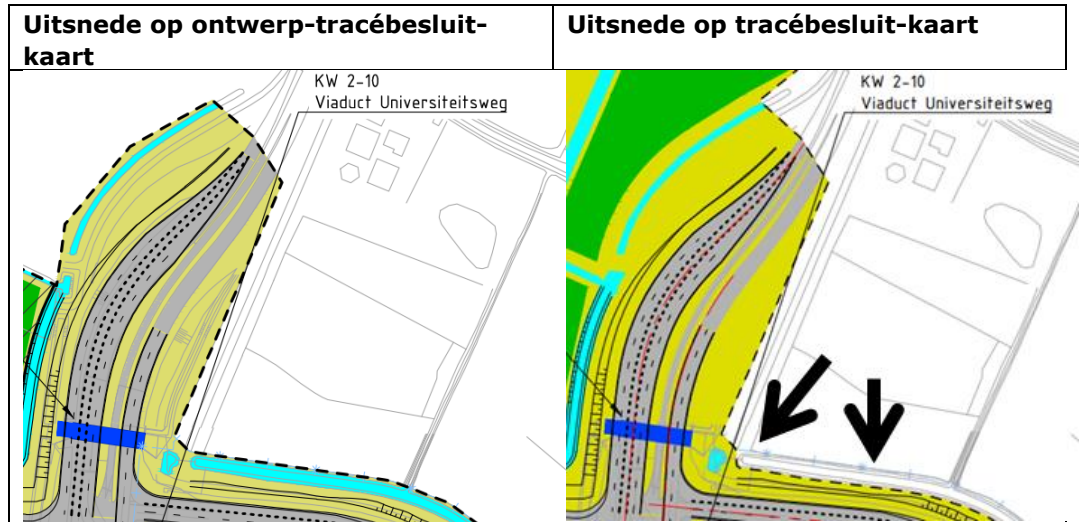 Uitsnede op ontwerp-tracébesluit-
kaart
Uitsnede op tracébesluit-kaart
KW 2-10
Viaduct Universiteitsweg
KW 2-10
Viaduct Universiteitsweg